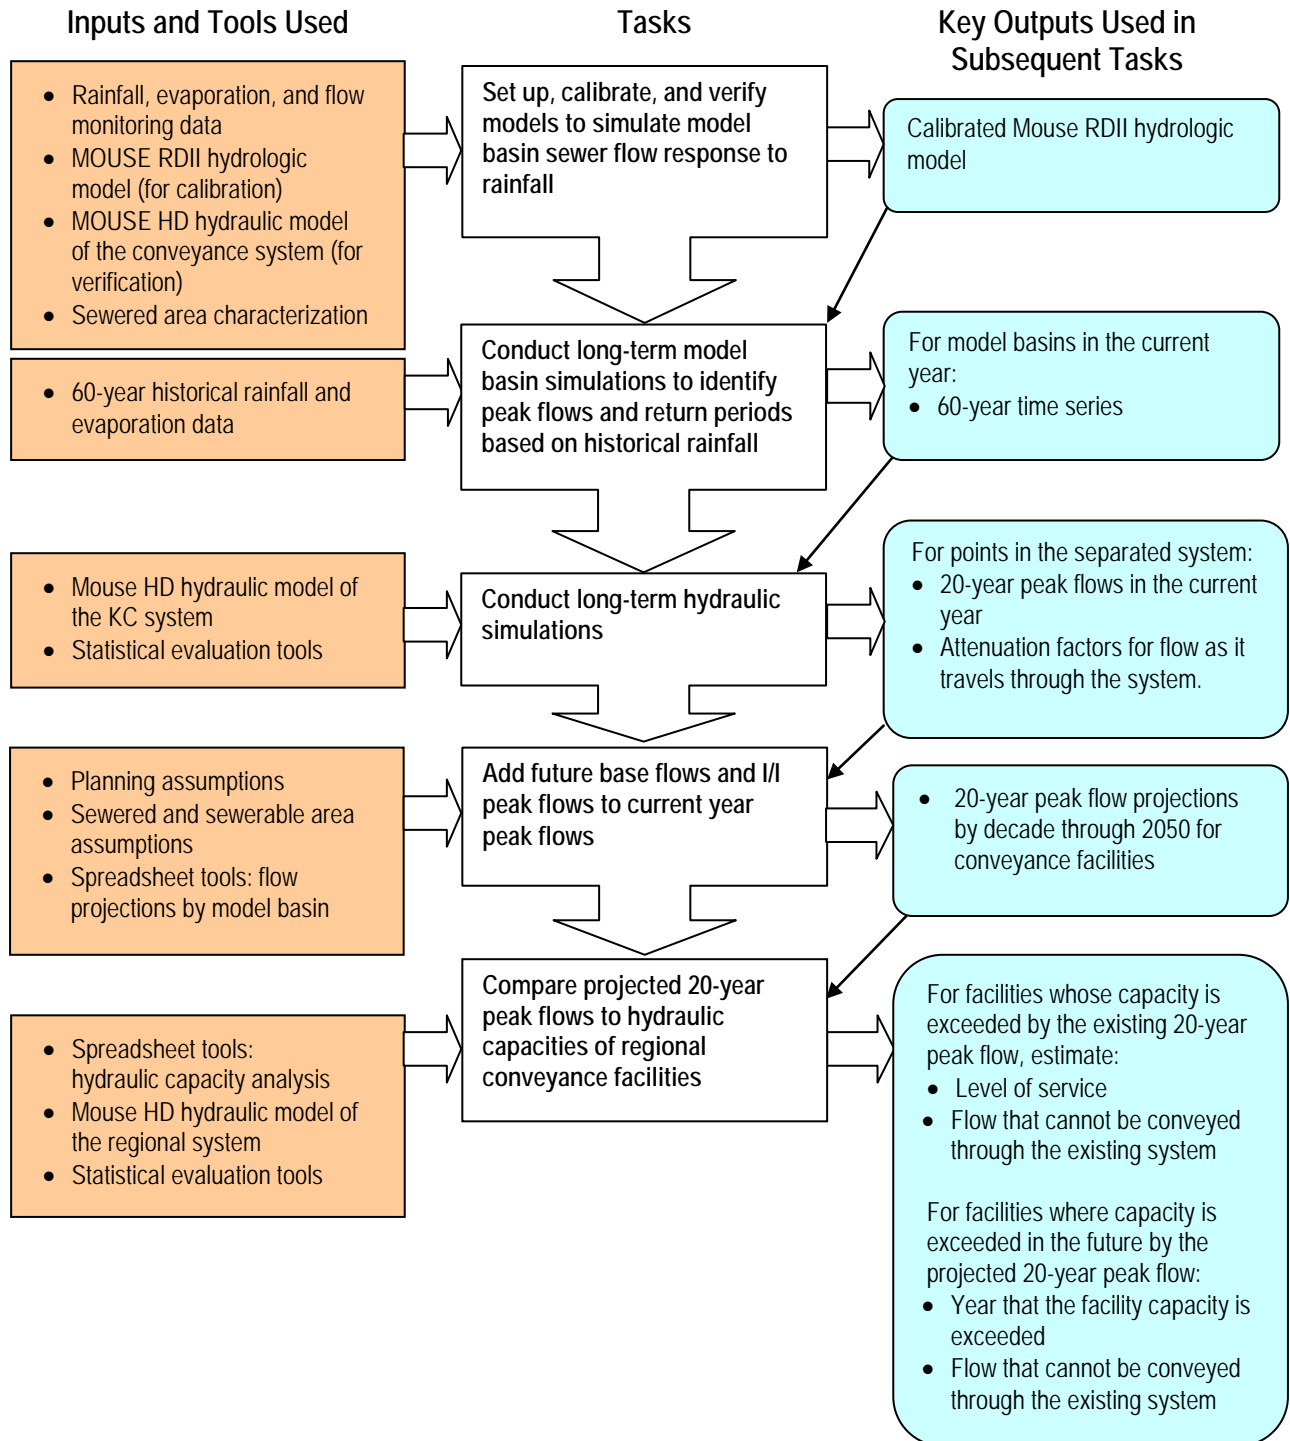 Inputs and Tools Used
Tasks
Key Outputs Used in
Subsequent Tasks
• Rainfall, evaporation, and flow
monitoring data
• MOUSE RDII hydrologic
model (for calibration)
• MOUSE HD hydraulic model
of the conveyance system (for
verification)
• Sewered area characterization
Set up, calibrate, and verify
models to simulate model
basin sewer flow response to
rainfall
Calibrated Mouse RDII hydrologic
model
• 60-year historical rainfall and
evaporation data
Conduct long-term model
basin simulations to identify
peak flows and return periods
based on historical rainfall
For model basins in the current
year:
• 60-year time series
• Mouse HD hydraulic model of
the KC system
• Statistical evaluation tools
Conduct long-term hydraulic
simulations
For points in the separated system:
• 20-year peak flows in the current
year
• Attenuation factors for flow as it
travels through the system.
• Planning assumptions
• Sewered and sewerable area
assumptions
• Spreadsheet tools: flow
projections by model basin
Add future base flows and I/I
peak flows to current year
peak flows
• 20-year peak flow projections
by decade through 2050 for
conveyance facilities
• Spreadsheet tools:
hydraulic capacity analysis
• Mouse HD hydraulic model of
the regional system
• Statistical evaluation tools
Compare projected 20-year
peak flows to hydraulic
capacities of regional
conveyance facilities
For facilities whose capacity is
exceeded by the existing 20-year
peak flow, estimate:
• Level of service
• Flow that cannot be conveyed
through the existing system
For facilities where capacity is
exceeded in the future by the
projected 20-year peak flow:
• Year that the facility capacity is
exceeded
• Flow that cannot be conveyed
through the existing system